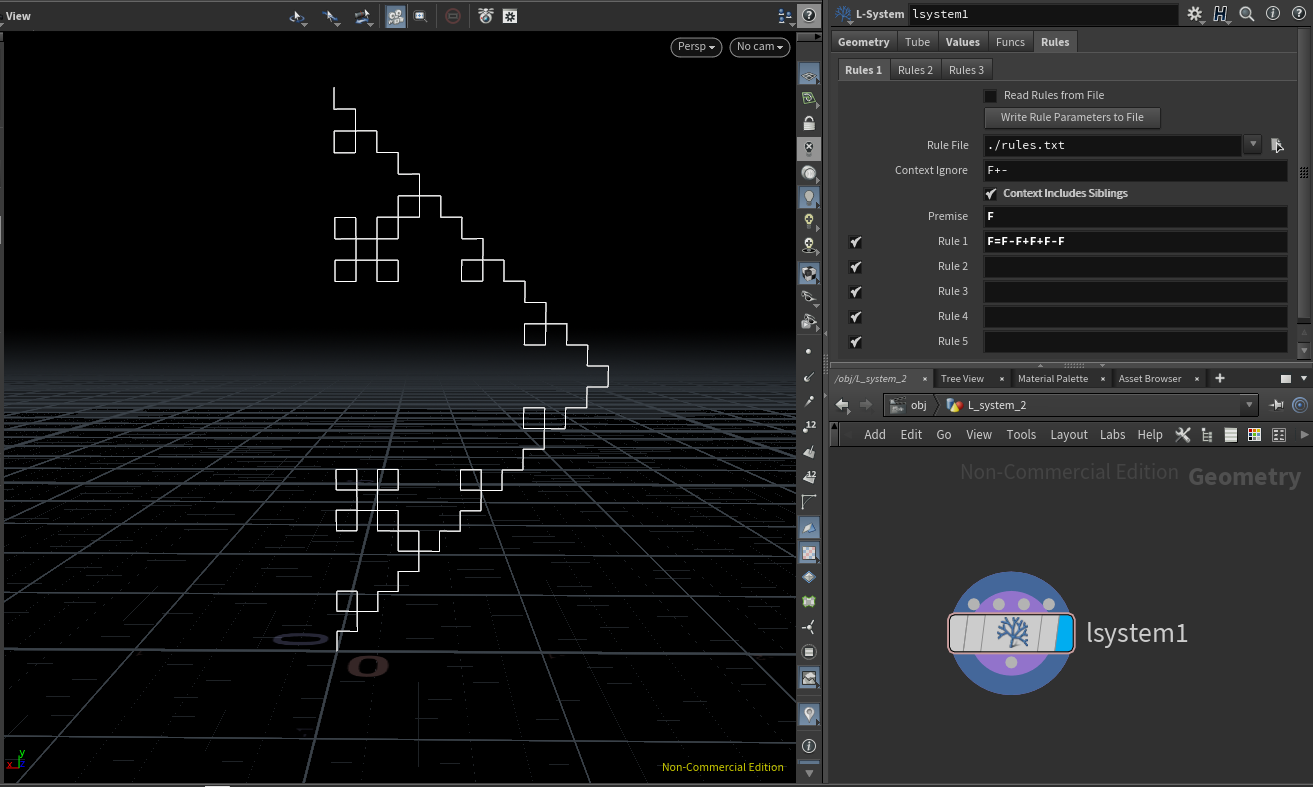 View
Persp
No cam
12
12
x y
Non-Commercial Edition
L-System lsystem1
Geometry Tube Values Funcs Rules
Rules 1 Rules 2 Rules 3
Read Rules from File
Write Rule Parameters to File
Rule File ./rules.txt
Context Ignore F+-
Context Includes Siblings
Premise F
Rule 1 F=F-F+F+F-F
Rule 2
Rule 3
Rule 4
Rule 5
/obj/L_system_2 × Tree View × Material Palette × Asset Browser × +
obj L_system_2
Add Edit Go View Tools Layout Labs Help
Non-Commercial Edition Geometry
lsystem1